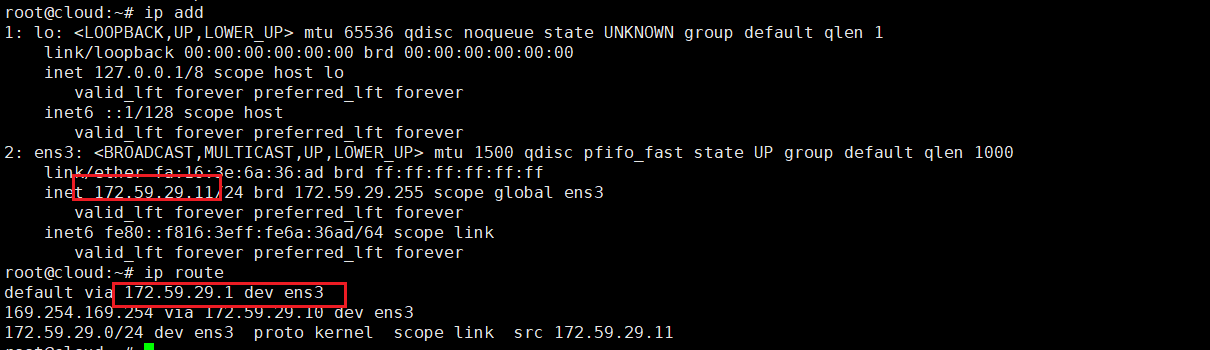 root@cloud:~# ip add
1: lo: <LOOPBACK,UP,LOWER_UP> mtu 65536 qdisc noqueue state UNKNOWN group default qlen 1
    link/loopback 00:00:00:00:00:00 brd 00:00:00:00:00:00
    inet 127.0.0.1/8 scope host lo
       valid_lft forever preferred_lft forever
    inet6 ::1/128 scope host
       valid_lft forever preferred_lft forever
2: ens3: <BROADCAST,MULTICAST,UP,LOWER_UP> mtu 1500 qdisc pfifo_fast state UP group default qlen 1000
    link/ether fa:16:3e:6a:36:ad brd ff:ff:ff:ff:ff:ff
    inet 172.59.29.11/24 brd 172.59.29.255 scope global ens3
       valid_lft forever preferred_lft forever
    inet6 fe80::f816:3eff:fe6a:36ad/64 scope link
       valid_lft forever preferred_lft forever
root@cloud:~# ip route
default via 172.59.29.1 dev ens3
169.254.169.254 via 172.59.29.10 dev ens3
172.59.29.0/24 dev ens3  proto kernel  scope link  src 172.59.29.11
root@cloud:~#